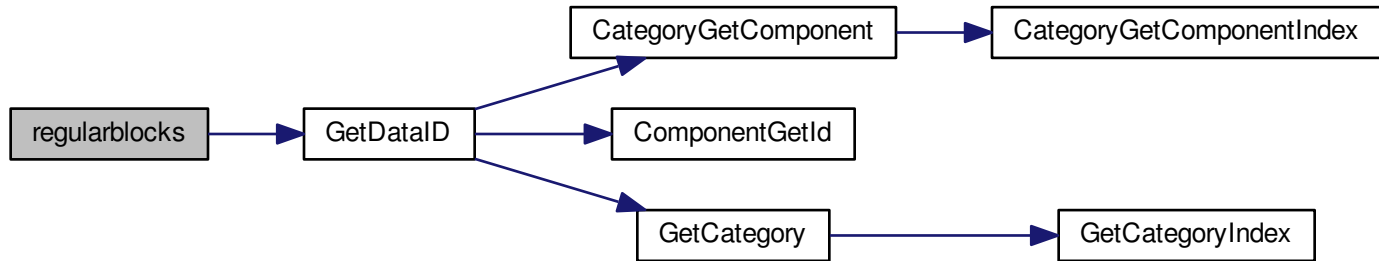 CategoryGetComponent
CategoryGetComponentIndex
regularblocks
GetDataID
ComponentGetId
GetCategory
GetCategoryIndex